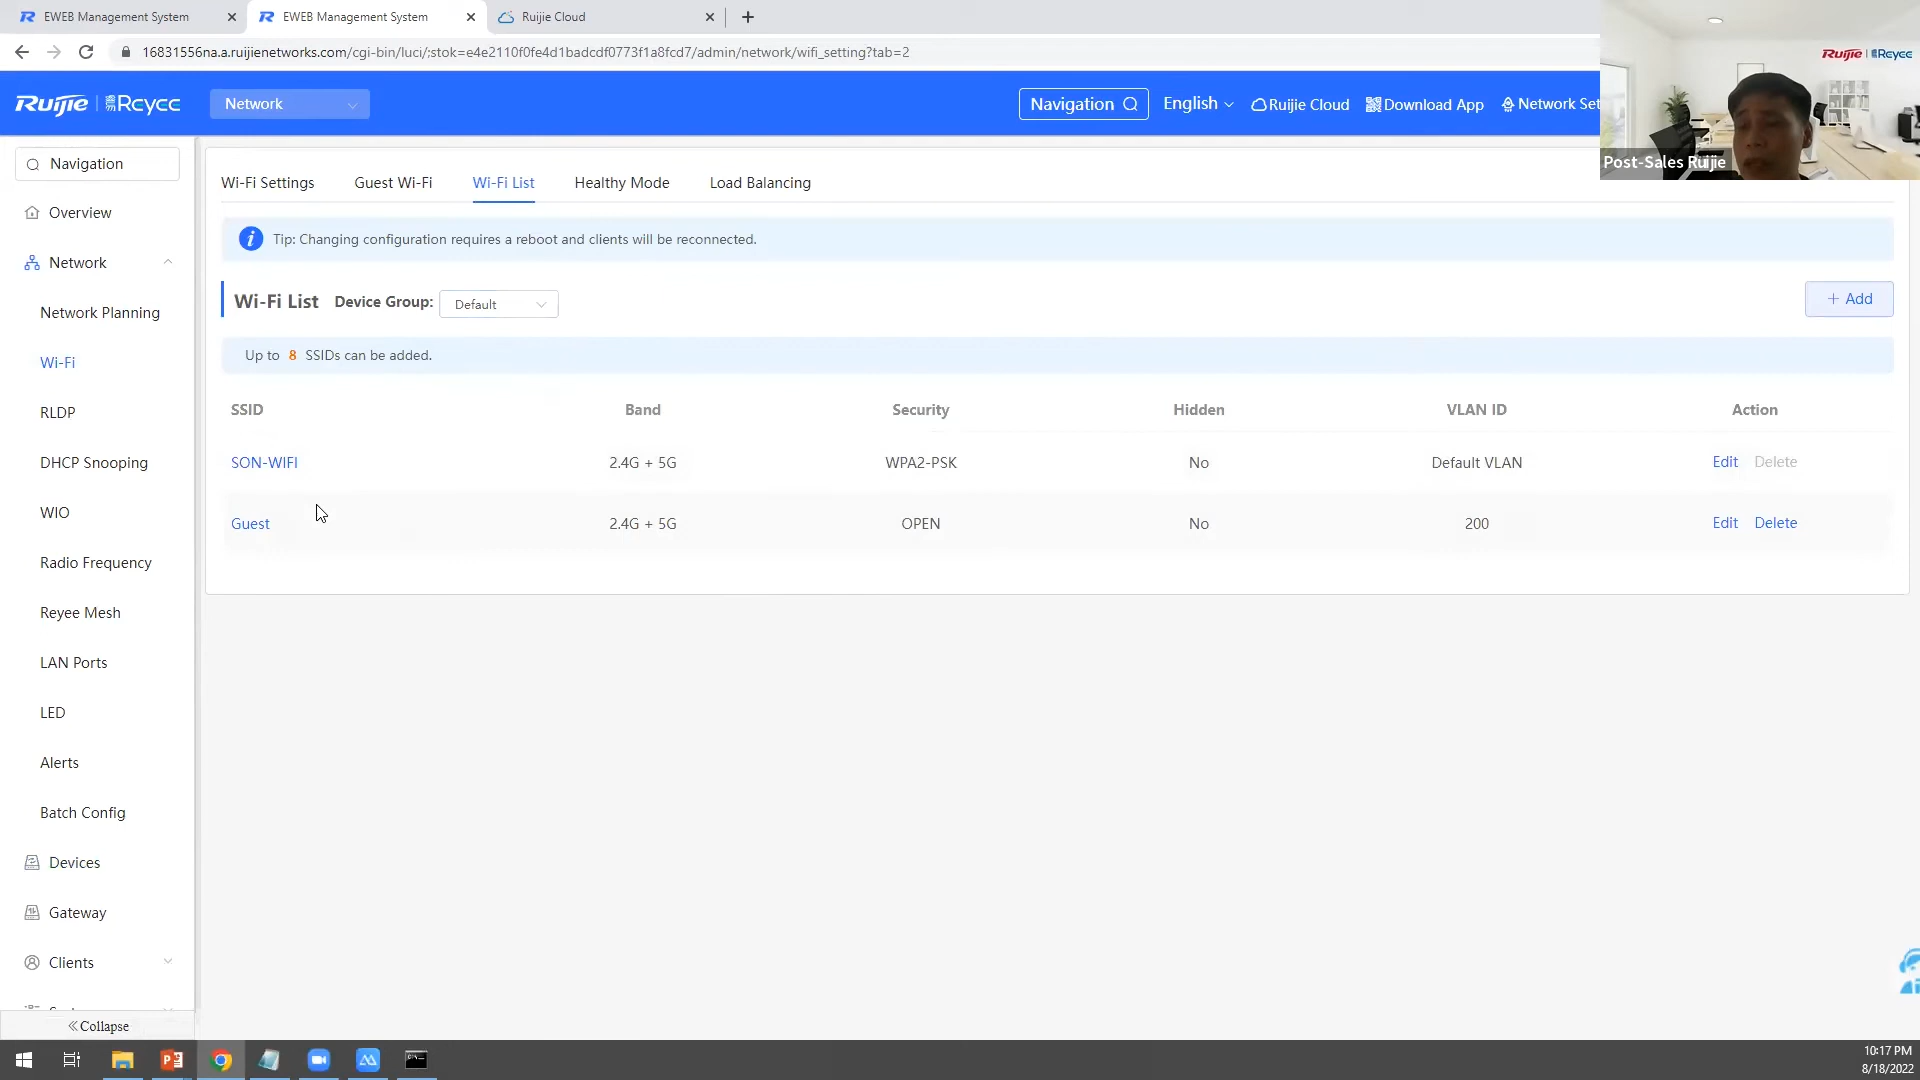 EWEB Management System
EWEB Management System
Ruijie Cloud
16831556na.a.ruijienetworks.com/cgi-bin/luci/;stok=e4e2110f0fe4d1badcdf0773f1a8fcd7/admin/network/wifi_setting?tab=2
Ruijie | Reyee
Network
Navigation
English
Ruijie Cloud
Download App
Network Set
Ruijie | Reyee
Post-Sales Ruijie
Navigation
Overview
Network
Network Planning
Wi-Fi
RLDP
DHCP Snooping
WIO
Radio Frequency
Reyee Mesh
LAN Ports
LED
Alerts
Batch Config
Devices
Gateway
Clients
Collapse
Wi-Fi Settings Guest Wi-Fi Wi-Fi List Healthy Mode Load Balancing
Tip: Changing configuration requires a reboot and clients will be reconnected.
Wi-Fi List Device Group: Default
+ Add
Up to 8 SSIDs can be added.
SSID Band Security Hidden VLAN ID Action
SON-WIFI 2.4G + 5G WPA2-PSK No Default VLAN Edit Delete
Guest 2.4G + 5G OPEN No 200 Edit Delete
10:17 PM
8/18/2022